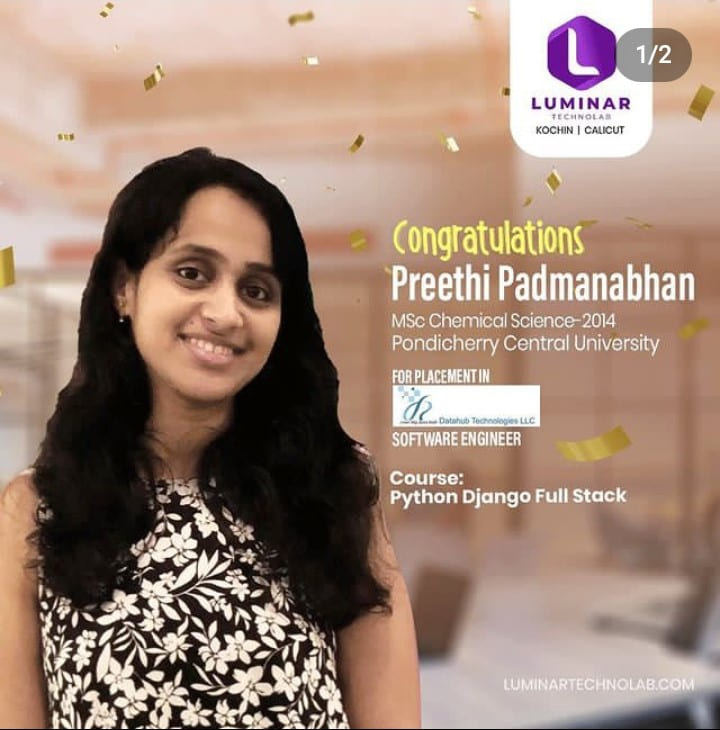 1/2
LUMINAR
TECHNOLAB
KOCHIN | CALICUT
Congratulations
Preethi Padmanabhan
MSc Chemical Science-2014
Pondicherry Central University
FOR PLACEMENT IN
Datahub Technologies LLC
SOFTWARE ENGINEER
Course:
Python Django Full Stack
LUMINARTECHNOLAB.COM